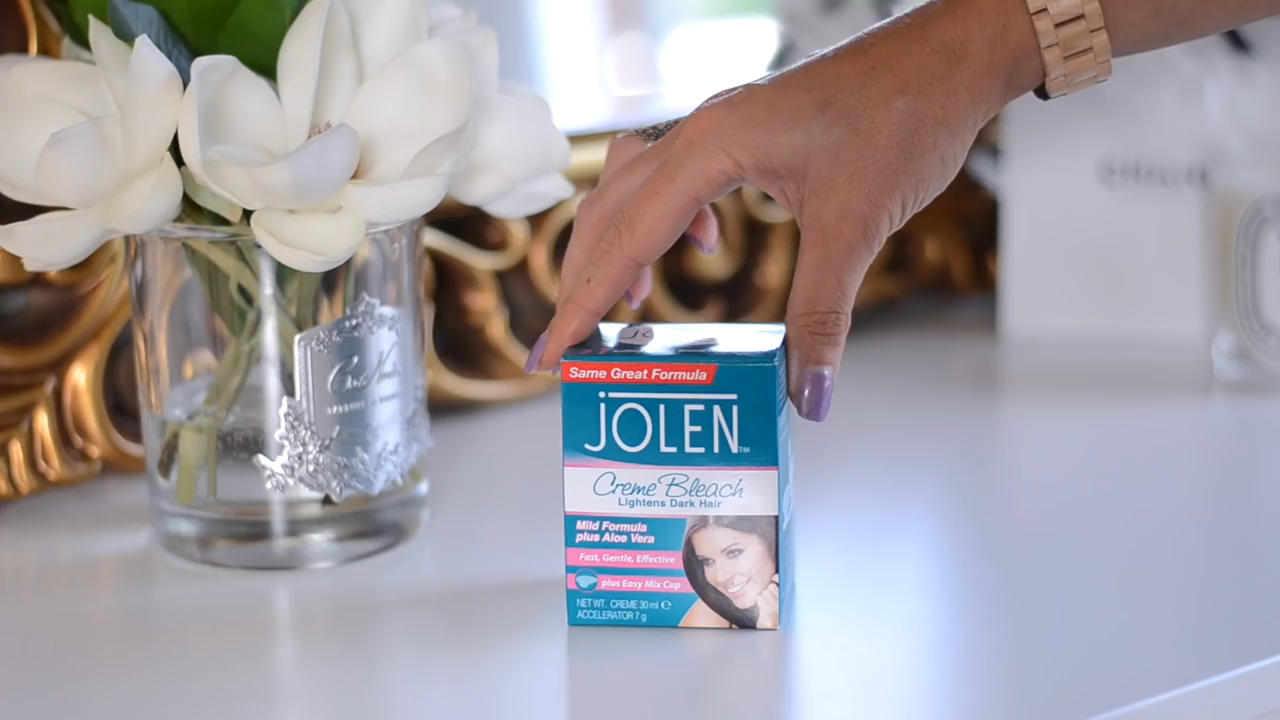 Same Great Formula
JOLEN™
Creme Bleach
Lightens Dark Hair
Mild Formula
plus Aloe Vera
Fast, Gentle, Effective
plus Easy Mix Cup
NET WT. CREME 30 ml ℮
ACCELERATOR 7 g